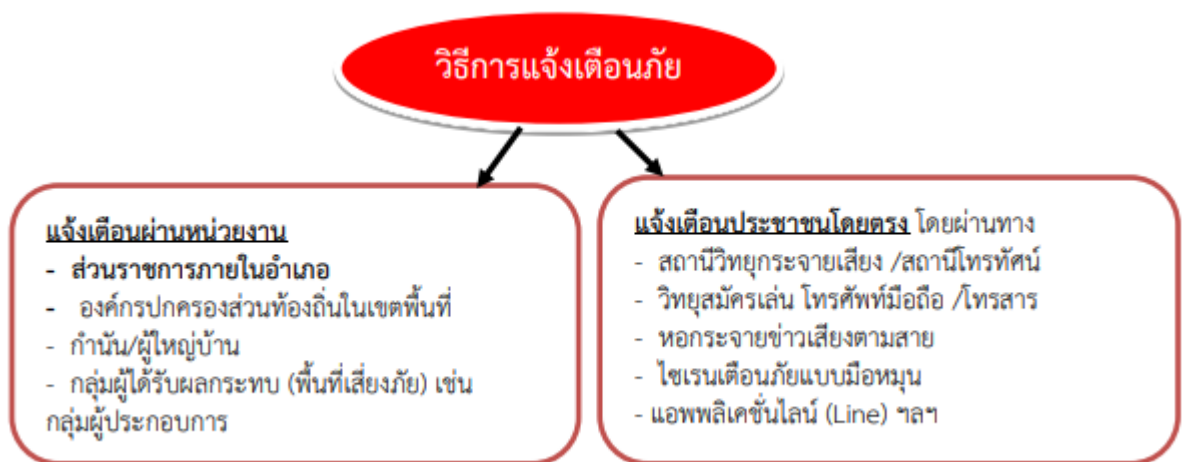 วิธีการแจ้งเตือนภัย
แจ้งเตือนผ่านหน่วยงาน
- ส่วนราชการภายในอำเภอ
- องค์กรปกครองส่วนท้องถิ่นในเขตพื้นที่
- กำนัน/ผู้ใหญ่บ้าน
- กลุ่มผู้ได้รับผลกระทบ (พื้นที่เสี่ยงภัย) เช่น
กลุ่มผู้ประกอบการ
แจ้งเตือนประชาชนโดยตรง โดยผ่านทาง
- สถานีวิทยุกระจายเสียง /สถานีโทรทัศน์
- วิทยุสมัครเล่น โทรศัพท์มือถือ /โทรสาร
- หอกระจายข่าวเสียงตามสาย
- ไซเรนเตือนภัยแบบมือหมุน
- แอพพลิเคชั่นไลน์ (Line) ฯลฯ